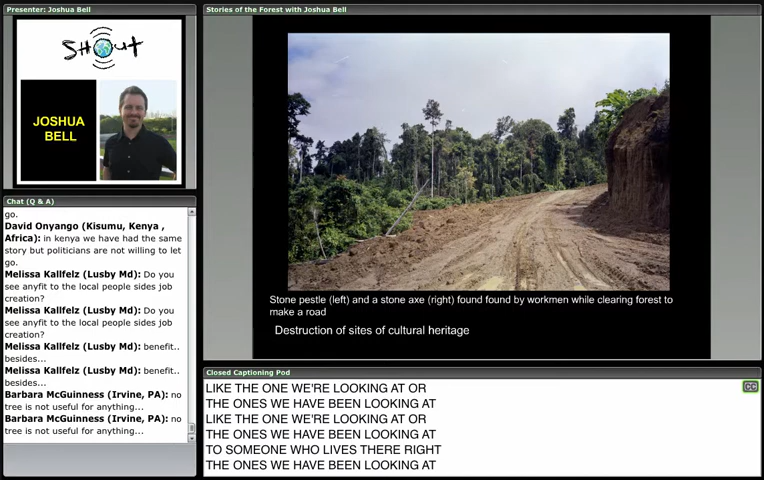 Presenter: Joshua Bell
SHOUT
JOSHUA
BELL
Chat (Q & A)
go.
David Onyango (Kisumu, Kenya ,
Africa): in kenya we have had the same
story but politicians are not willing to let
go.
Melissa Kallfelz (Lusby Md): Do you
see anyfit to the local people sides job
creation?
Melissa Kallfelz (Lusby Md): Do you
see anyfit to the local people sides job
creation?
Melissa Kallfelz (Lusby Md): benefit..
besides...
Melissa Kallfelz (Lusby Md): benefit..
besides...
Barbara McGuinness (Irvine, PA): no
tree is not useful for anything...
Barbara McGuinness (Irvine, PA): no
tree is not useful for anything...
Stories of the Forest with Joshua Bell
Stone pestle (left) and a stone axe (right) found found by workmen while clearing forest to
make a road
Destruction of sites of cultural heritage
Closed Captioning Pod
CC
LIKE THE ONE WE'RE LOOKING AT OR
THE ONES WE HAVE BEEN LOOKING AT
LIKE THE ONE WE'RE LOOKING AT OR
THE ONES WE HAVE BEEN LOOKING AT
TO SOMEONE WHO LIVES THERE RIGHT
THE ONES WE HAVE BEEN LOOKING AT